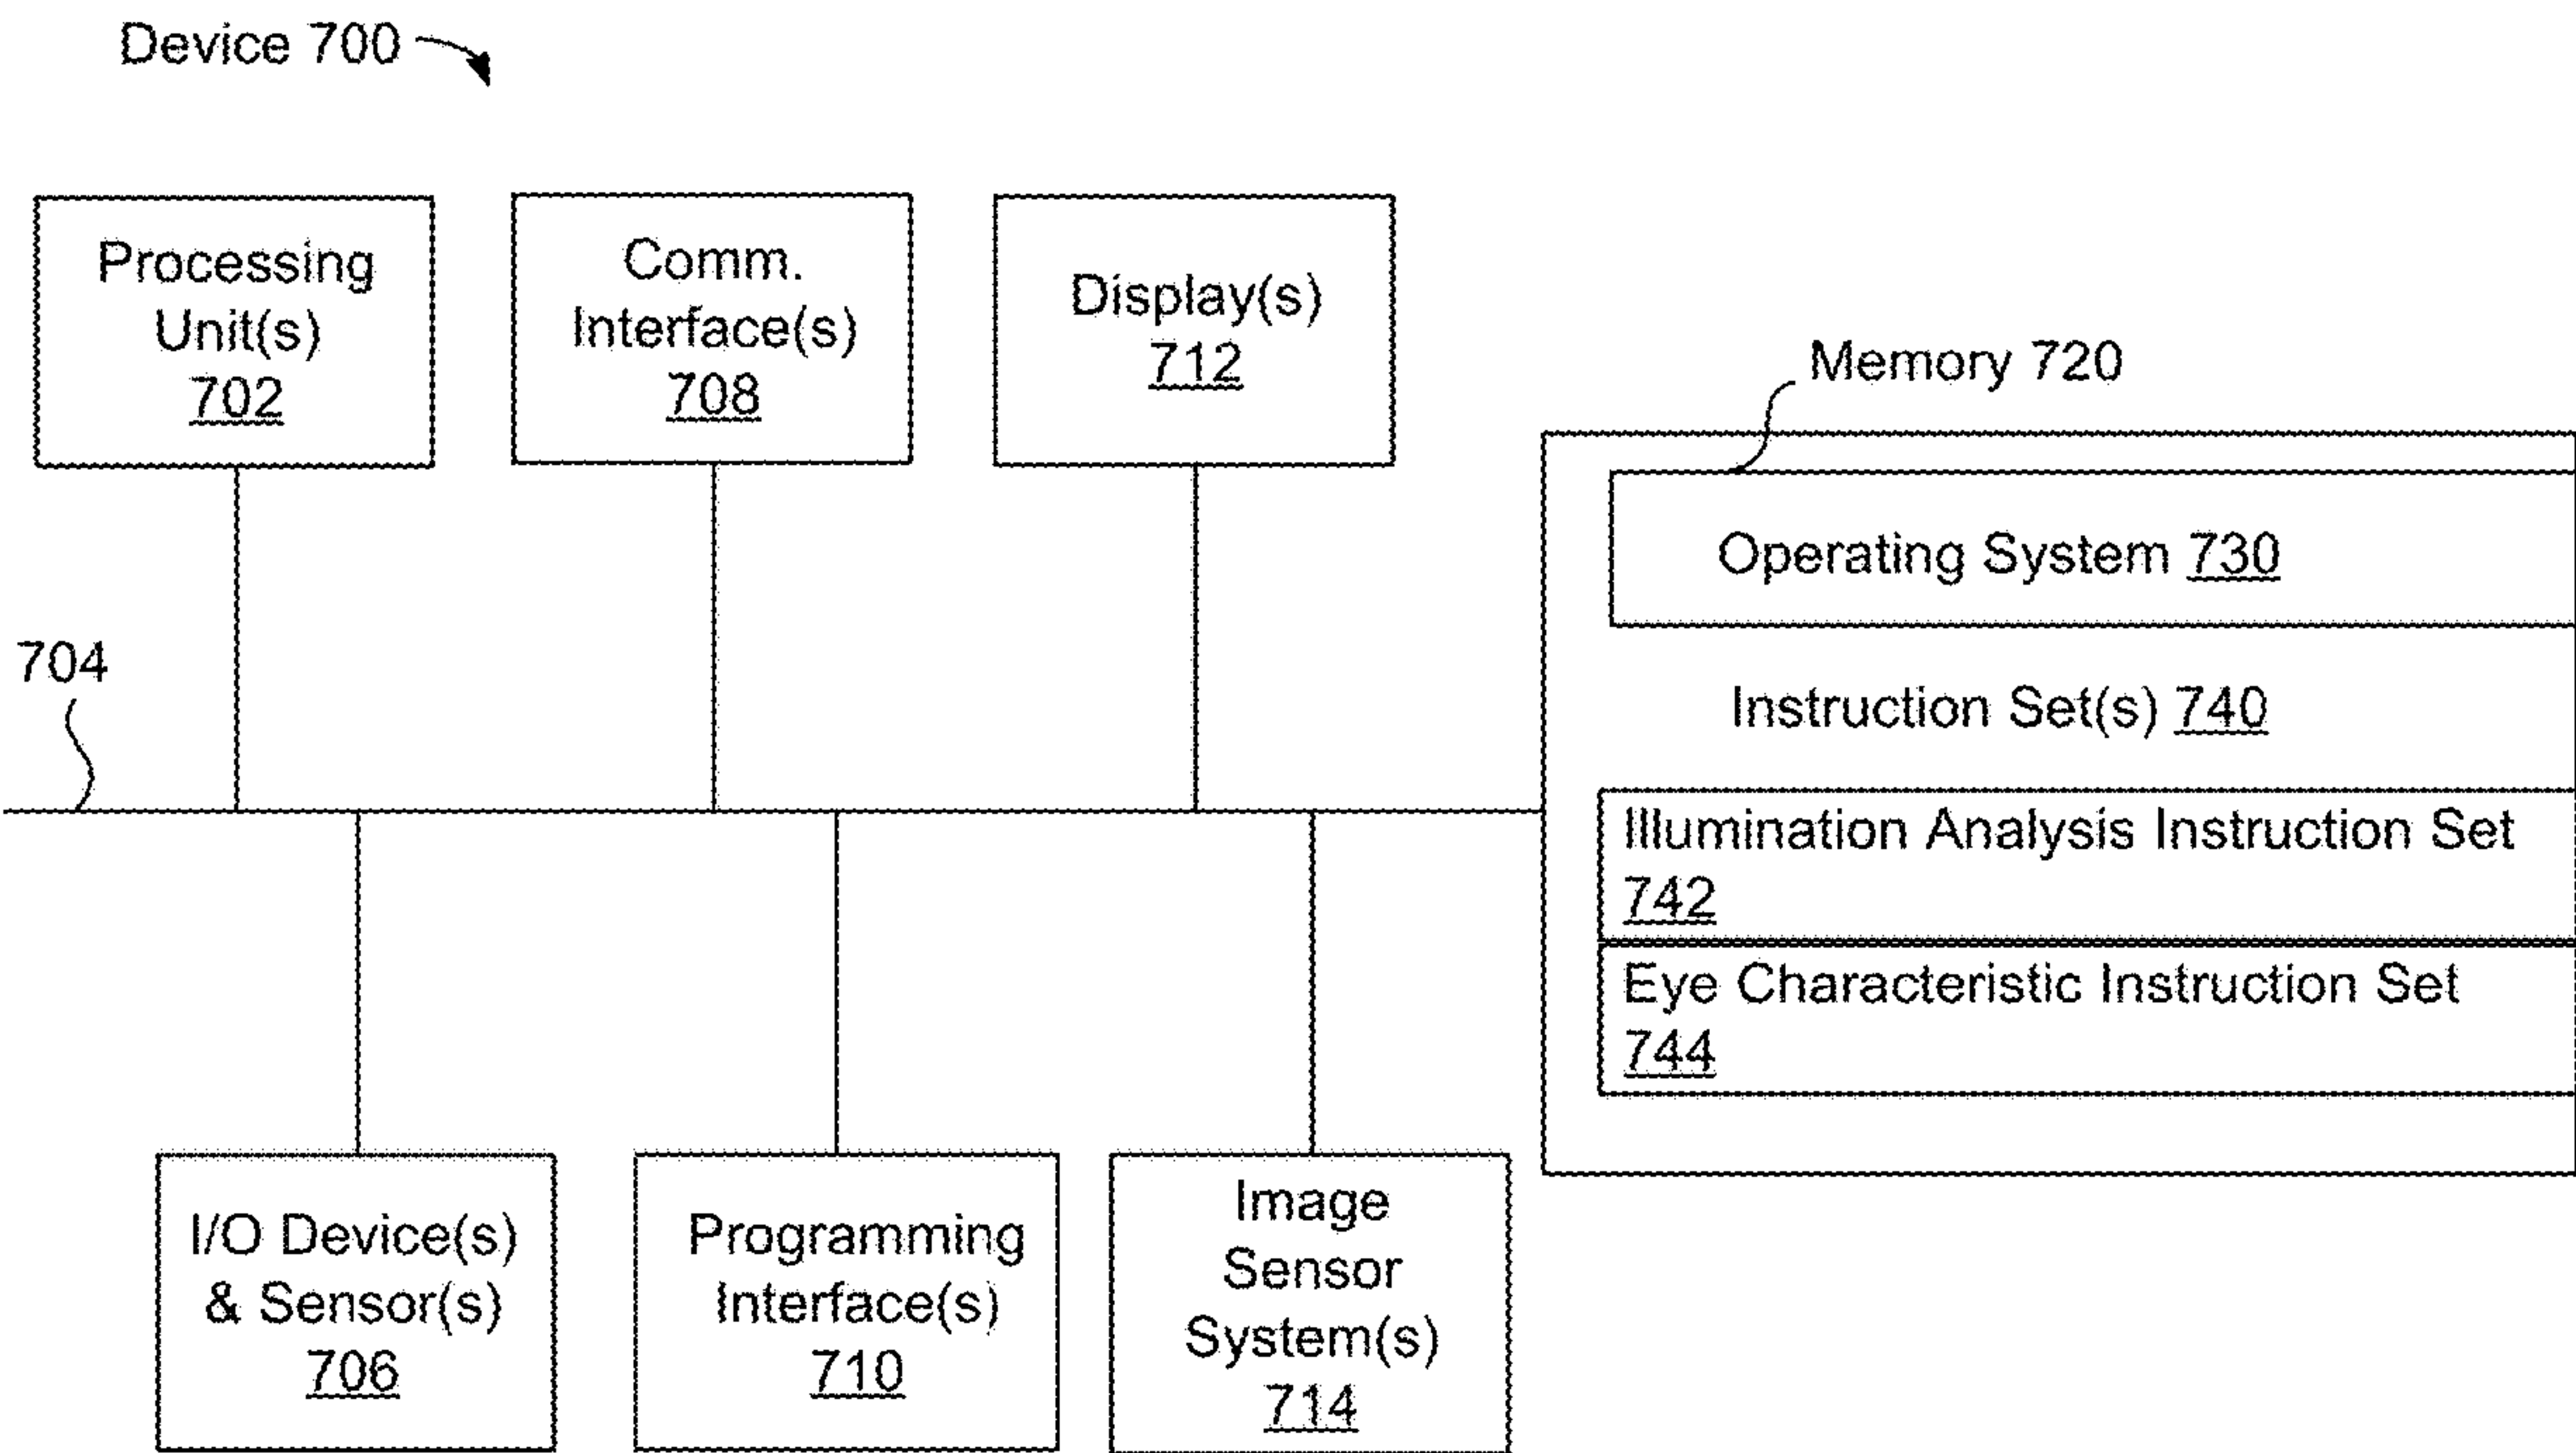 Device 700
Processing
Unit(s)
702
Comm.
Interface(s)
708
Display(s)
712
Memory 720
Operating System 730
704
Instruction Set(s) 740
Illumination Analysis Instruction Set
742
Eye Characteristic Instruction Set
744
I/O Device(s)
& Sensor(s)
706
Programming
Interface(s)
710
Image
Sensor
System(s)
714